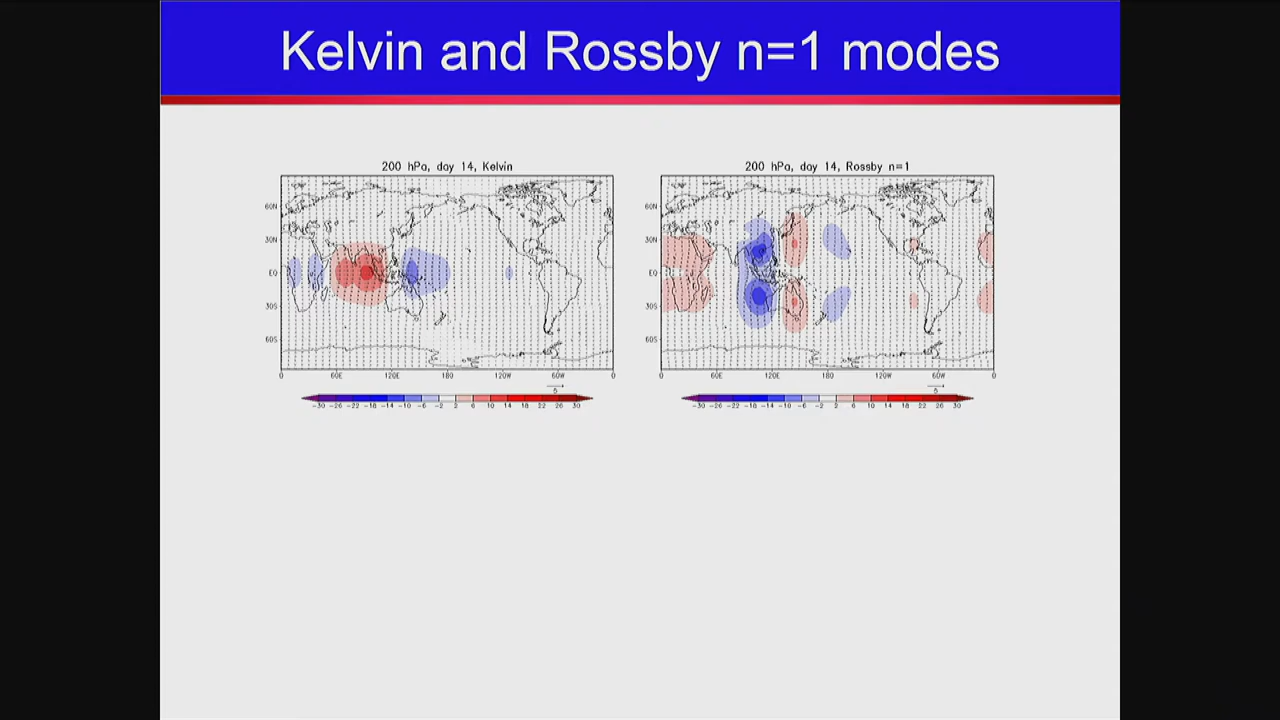 Kelvin and Rossby n=1 modes
200 hPa, day 14, Kelvin
60N
30N
EQ
30S
60S
0 60E 120E 180 120W 60W 0
5
-30 -26 -22 -18 -14 -10 -6 -2 2 6 10 14 18 22 26 30
200 hPa, day 14, Rossby n=1
60N
30N
EQ
30S
60S
0 60E 120E 180 120W 60W 0
5
-30 -26 -22 -18 -14 -10 -6 -2 2 6 10 14 18 22 26 30